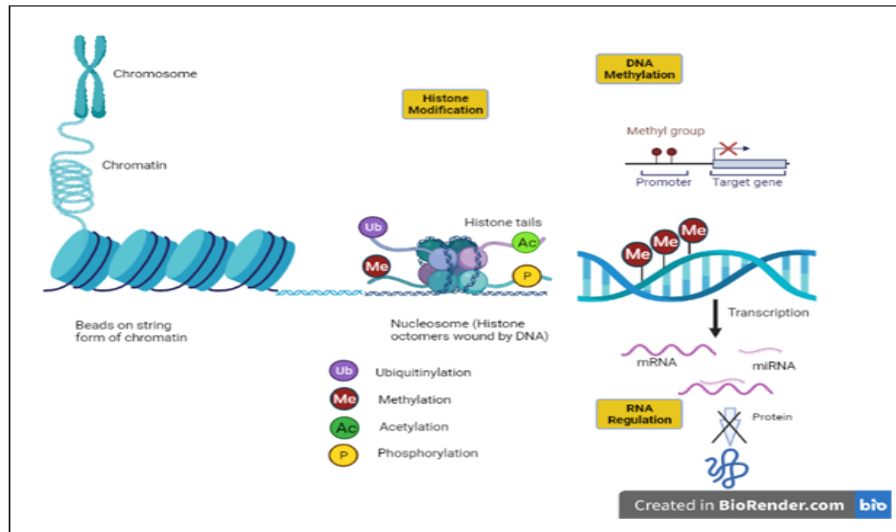 Chromosome
Chromatin
Beads on string
form of chromatin
Histone
Modification
Histone tails
Ub
Ac
Me
P
Nucleosome (Histone
octomers wound by DNA)
Ub Ubiquitinylation
Me Methylation
Ac Acetylation
P Phosphorylation
DNA
Methylation
Methyl group
Promoter Target gene
Me Me Me
Transcription
mRNA miRNA
RNA
Regulation
Protein
Created in BioRender.com bio